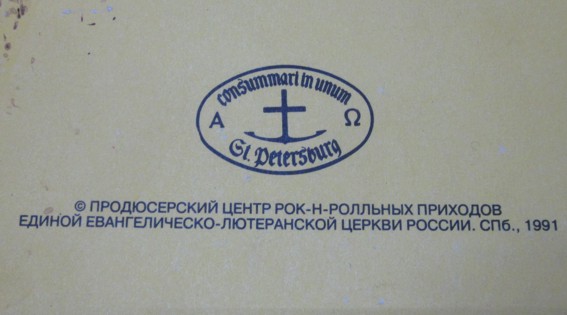 consummari in unum
Α Ω
St. Petersburg
© ПРОДЮСЕРСКИЙ ЦЕНТР РОК-Н-РОЛЛЬНЫХ ПРИХОДОВ
ЕДИНОЙ ЕВАНГЕЛИЧЕСКО-ЛЮТЕРАНСКОЙ ЦЕРКВИ РОССИИ. СПб., 1991